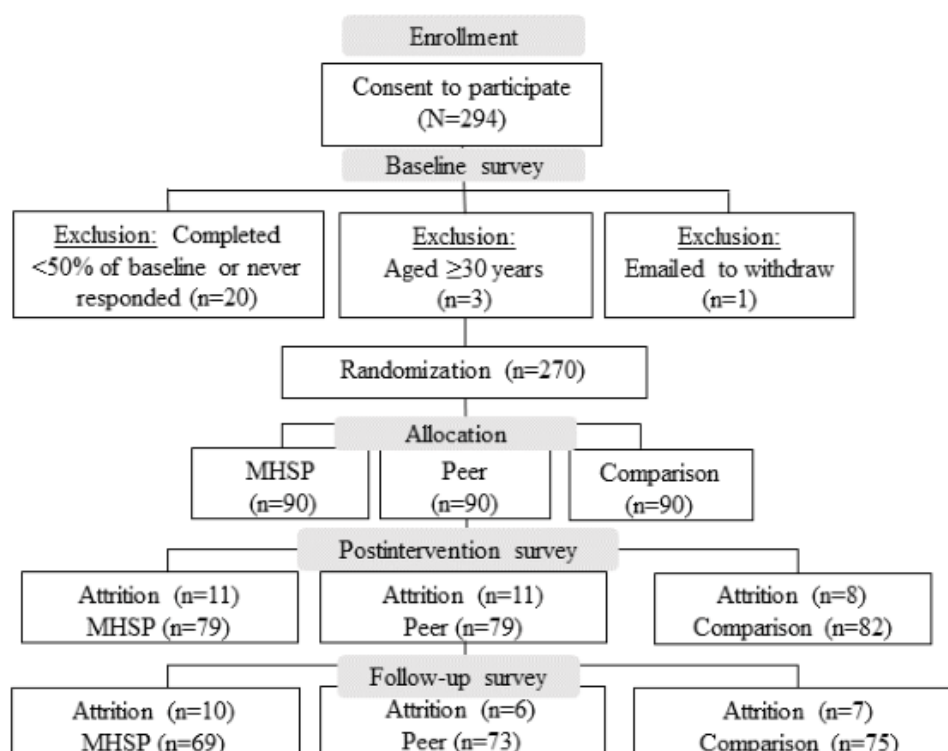 Enrollment
Consent to participate
(N=294)
Baseline survey
Exclusion: Completed
<50% of baseline or never
responded (n=20)
Exclusion:
Aged ≥30 years
(n=3)
Exclusion:
Emailed to withdraw
(n=1)
Randomization (n=270)
Allocation
MHSP
(n=90)
Peer
(n=90)
Comparison
(n=90)
Postintervention survey
Attrition (n=11)
MHSP (n=79)
Attrition (n=11)
Peer (n=79)
Attrition (n=8)
Comparison (n=82)
Follow-up survey
Attrition (n=10)
MHSP (n=69)
Attrition (n=6)
Peer (n=73)
Attrition (n=7)
Comparison (n=75)